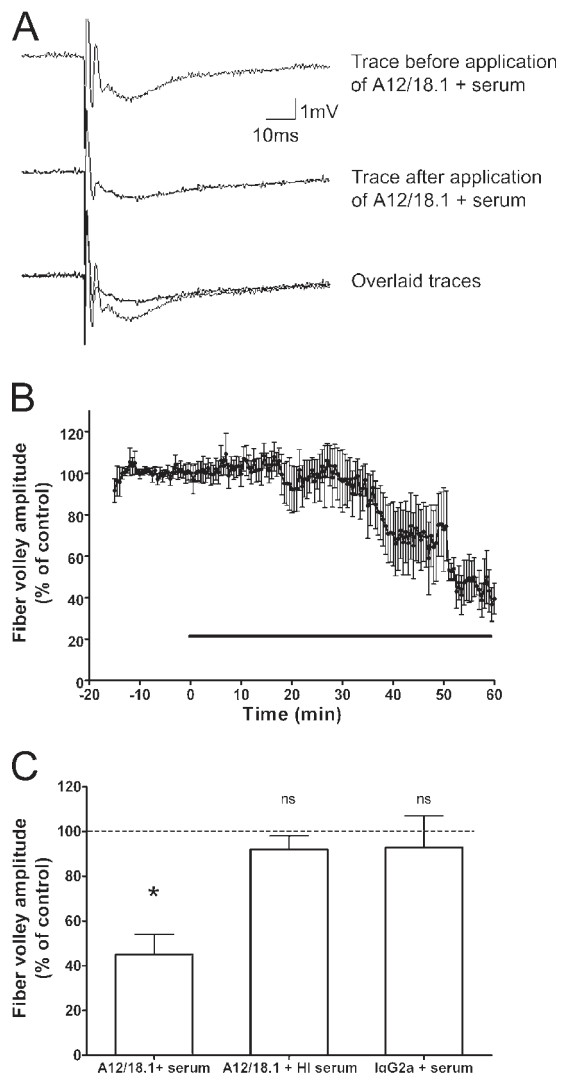 A
Trace before application
of A12/18.1 + serum
1mV
10ms
Trace after application
of A12/18.1 + serum
Overlaid traces
B
Fiber volley amplitude
(% of control)
120
100
80
60
40
20
0
-20 -10 0 10 20 30 40 50 60
Time (min)
C
Fiber volley amplitude
(% of control)
120
100
80
60
40
20
0
*
ns
ns
A12/18.1+ serum A12/18.1 + HI serum IgG2a + serum